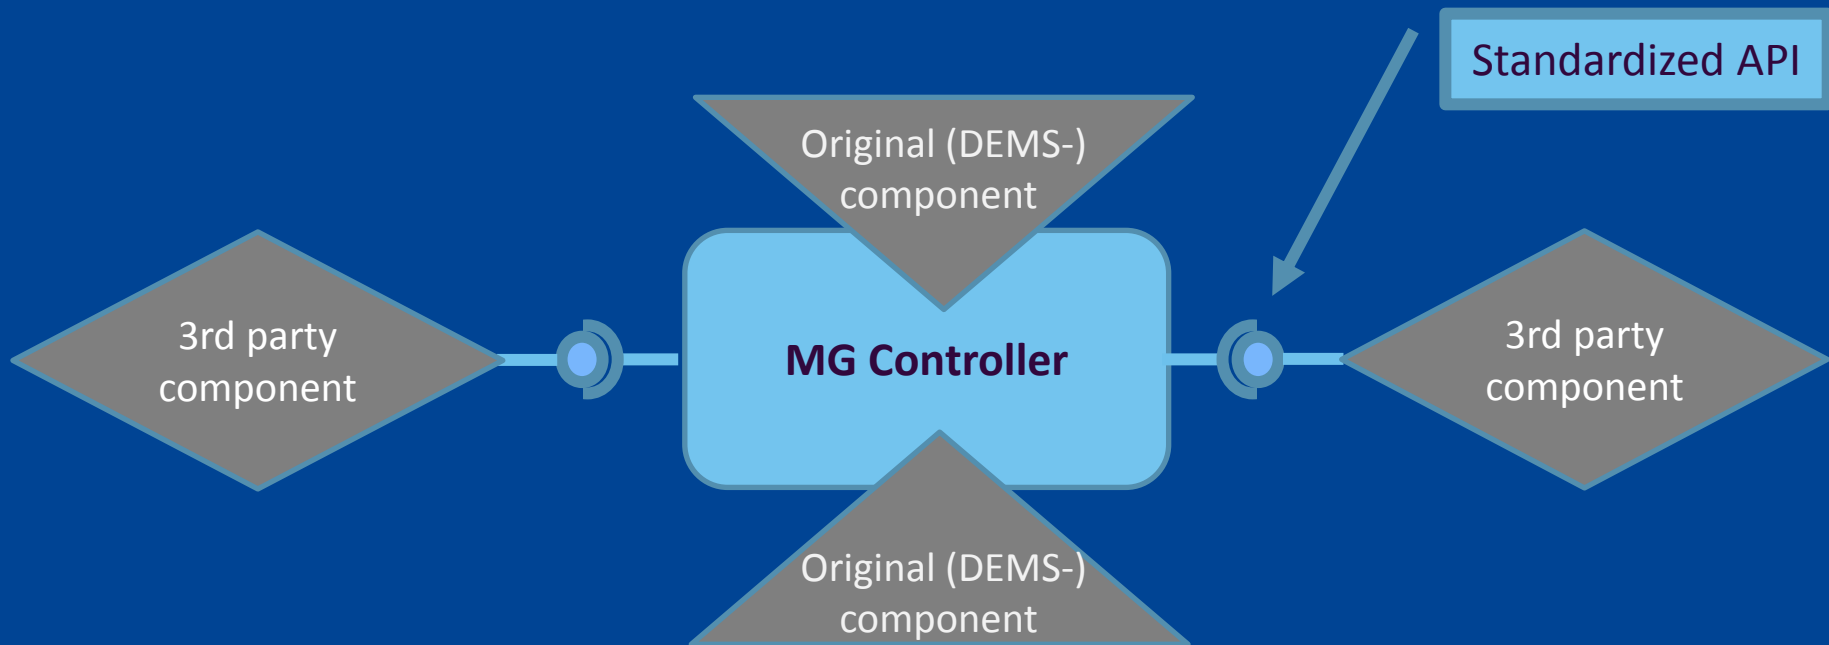 Standardized API
Original (DEMS-)
component
3rd party
component
MG Controller
3rd party
component
Original (DEMS-)
component